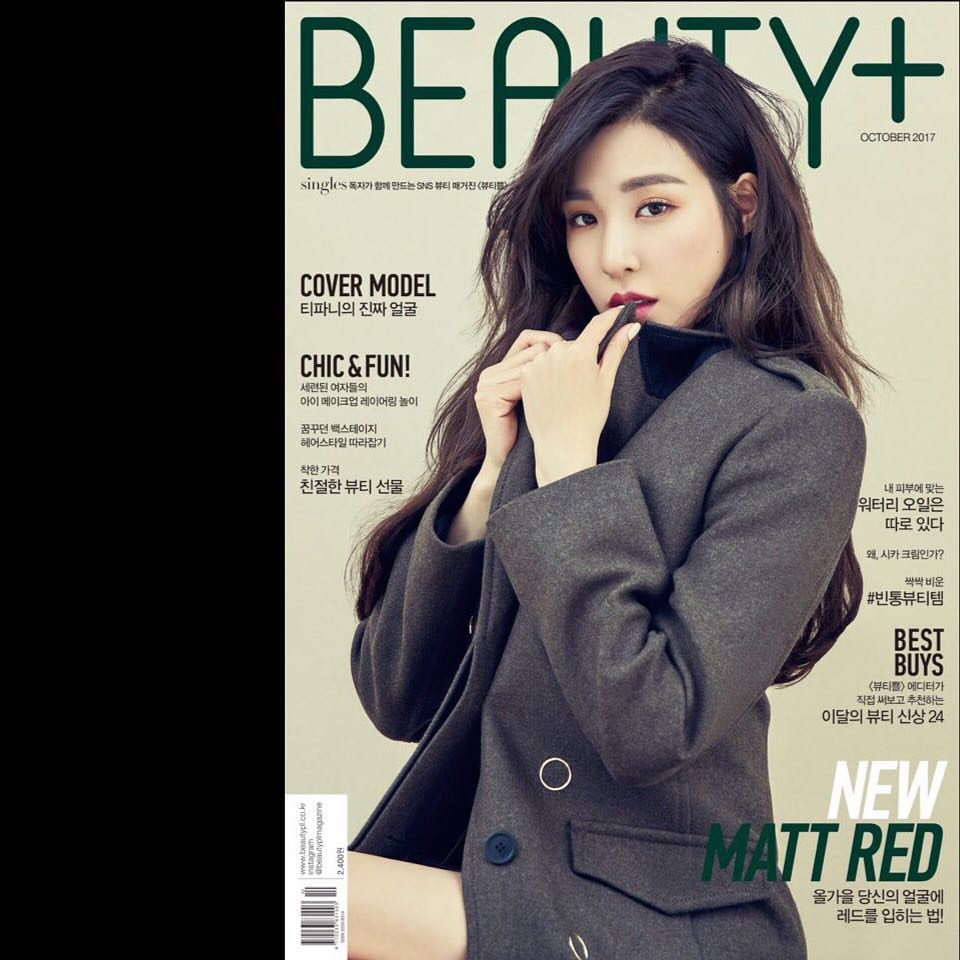 BEAUTY+
OCTOBER 2017
singles 독자가 함께 만드는 SNS 뷰티 매거진 〈뷰티쁠〉
COVER MODEL
티파니의 진짜 얼굴
CHIC & FUN!
세련된 여자들의
아이 메이크업 레이어링 놀이
꿈꾸던 백스테이지
헤어스타일 따라잡기
착한 가격
친절한 뷰티 선물
내 피부에 맞는
워터리 오일은
따로 있다
왜, 시카 크림인가?
싹싹 비운
#빈통뷰티템
BEST
BUYS
〈뷰티쁠〉 에디터가
직접 써보고 추천하는
이달의 뷰티 신상 24
NEW
MATT RED
올가을 당신의 얼굴에
레드를 입히는 법!
www.beautypl.co.kr
instagram
@beautyplmagazine
2,400원